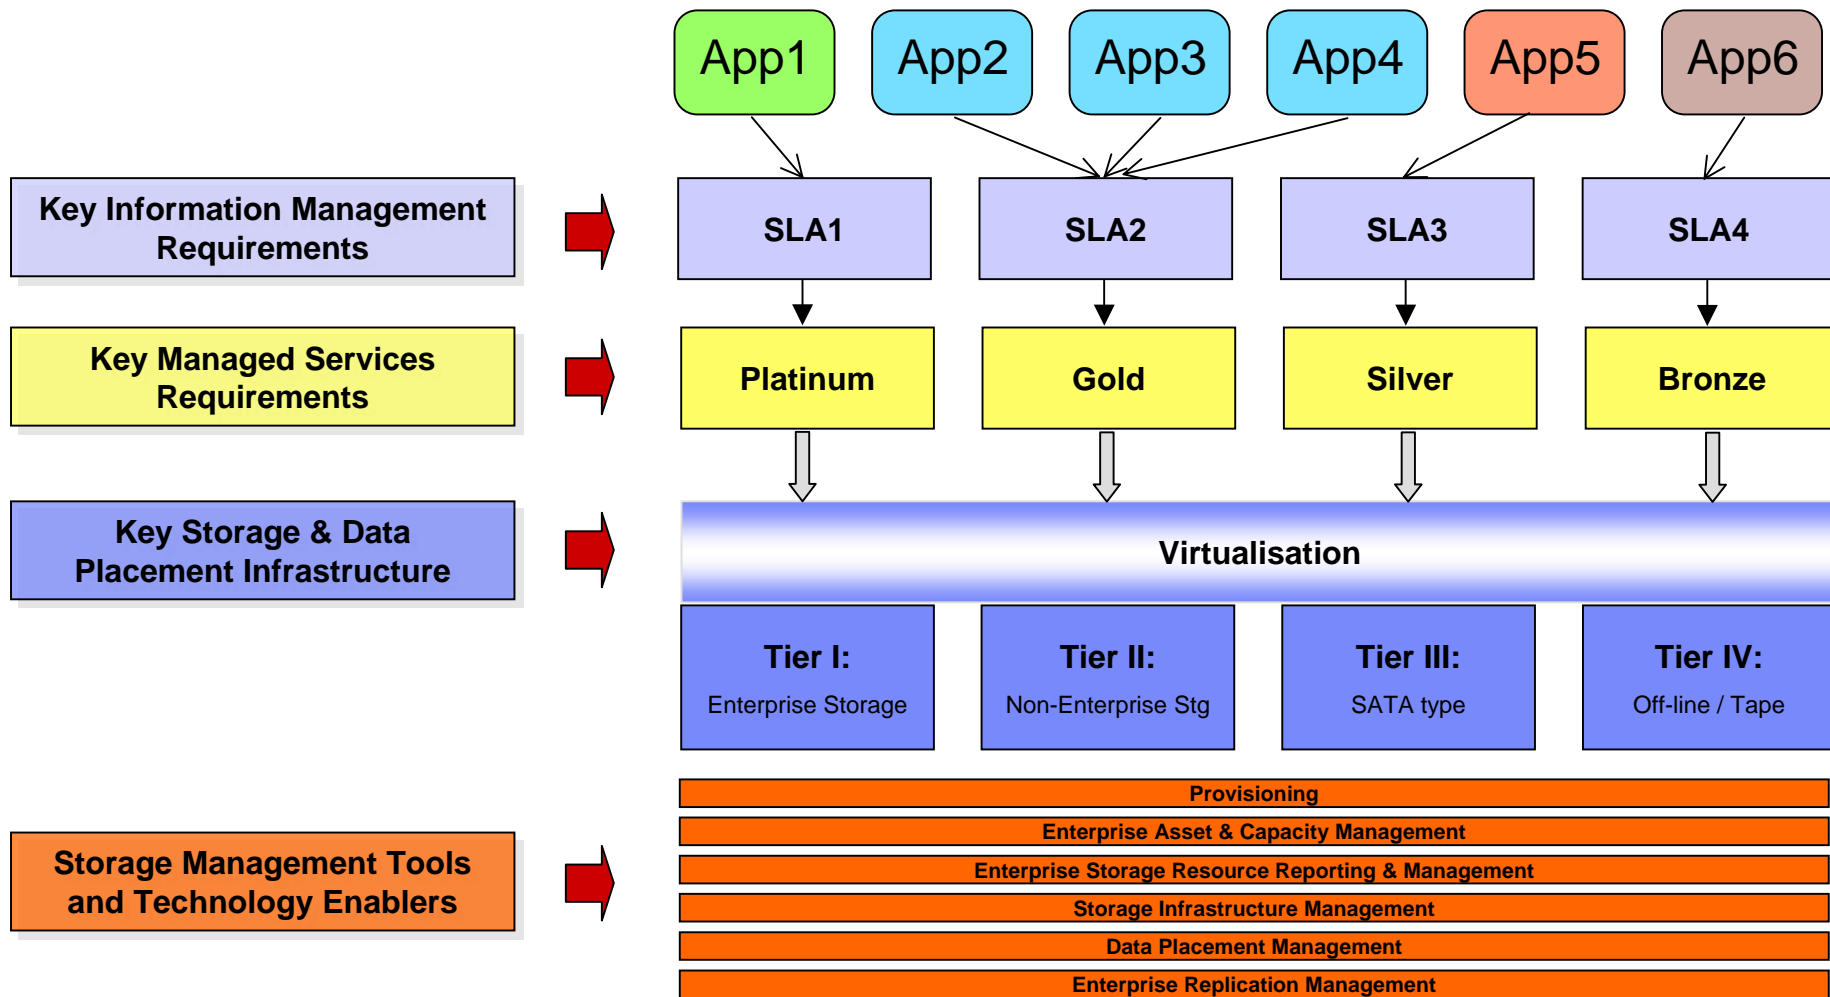 App1 App2 App3 App4 App5 App6
Key Information Management
Requirements
SLA1 SLA2 SLA3 SLA4
Key Managed Services
Requirements
Platinum Gold Silver Bronze
Key Storage & Data
Placement Infrastructure
Virtualisation
Tier I: Tier II: Tier III: Tier IV:
Enterprise Storage Non-Enterprise Stg SATA type Off-line / Tape
Provisioning
Enterprise Asset & Capacity Management
Storage Management Tools
and Technology Enablers
Enterprise Storage Resource Reporting & Management
Storage Infrastructure Management
Data Placement Management
Enterprise Replication Management